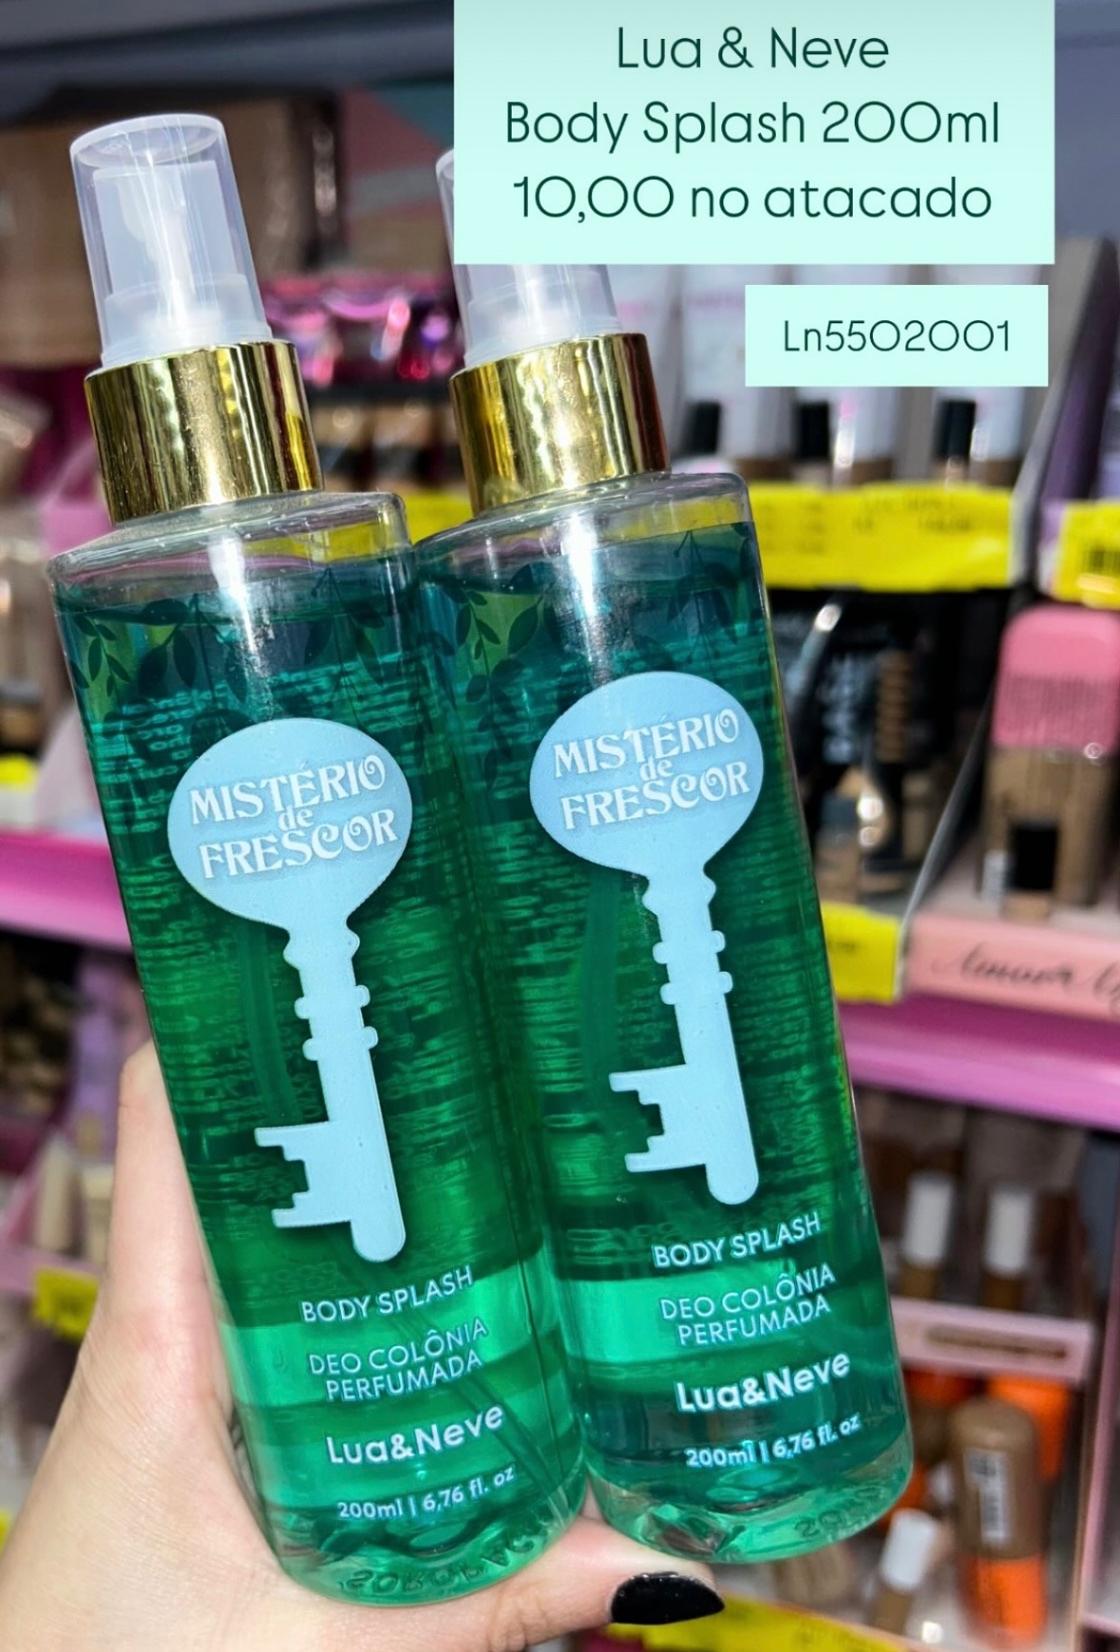 Lua & Neve
Body Splash 200ml
10,00 no atacado
Ln5502001
MISTÉRIO
de
FRESCOR
BODY SPLASH
DEO COLÔNIA
PERFUMADA
Lua&Neve
200ml | 6,76 fl. oz
MISTÉRIO
de
FRESCOR
BODY SPLASH
DEO COLÔNIA
PERFUMADA
Lua&Neve
200ml | 6,76 fl. oz